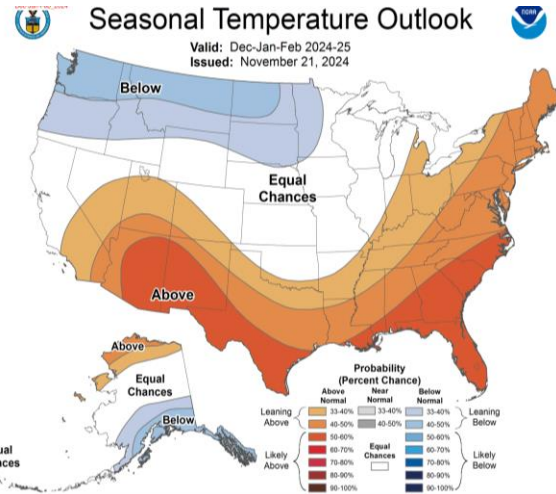 Seasonal Temperature Outlook
NOAA
Valid: Dec-Jan-Feb 2024-25
Issued: November 21, 2024
Below
Equal
Chances
Above
Above
Equal
Chances
Below
Probability
(Percent Chance)
Above
Normal
Near
Normal
Below
Normal
Leaning
Above
33-40%
40-50%
33-40%
40-50%
33-40%
40-50%
Leaning
Below
Likely
Above
50-60%
60-70%
70-80%
80-90%
90-100%
Equal
Chances
50-60%
60-70%
70-80%
80-90%
90-100%
Likely
Below
ual
nces